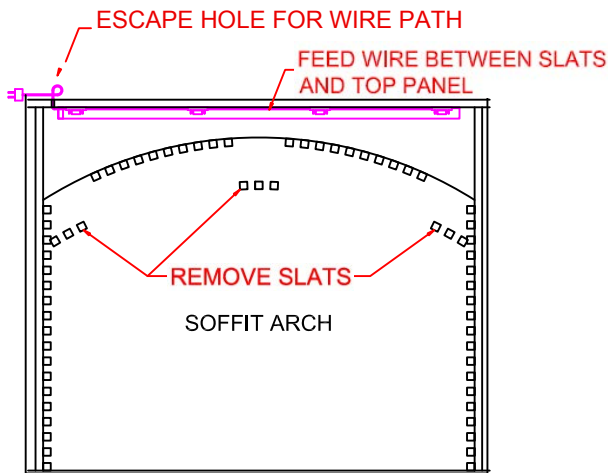 ESCAPE HOLE FOR WIRE PATH
FEED WIRE BETWEEN SLATS
AND TOP PANEL
REMOVE SLATS
SOFFIT ARCH